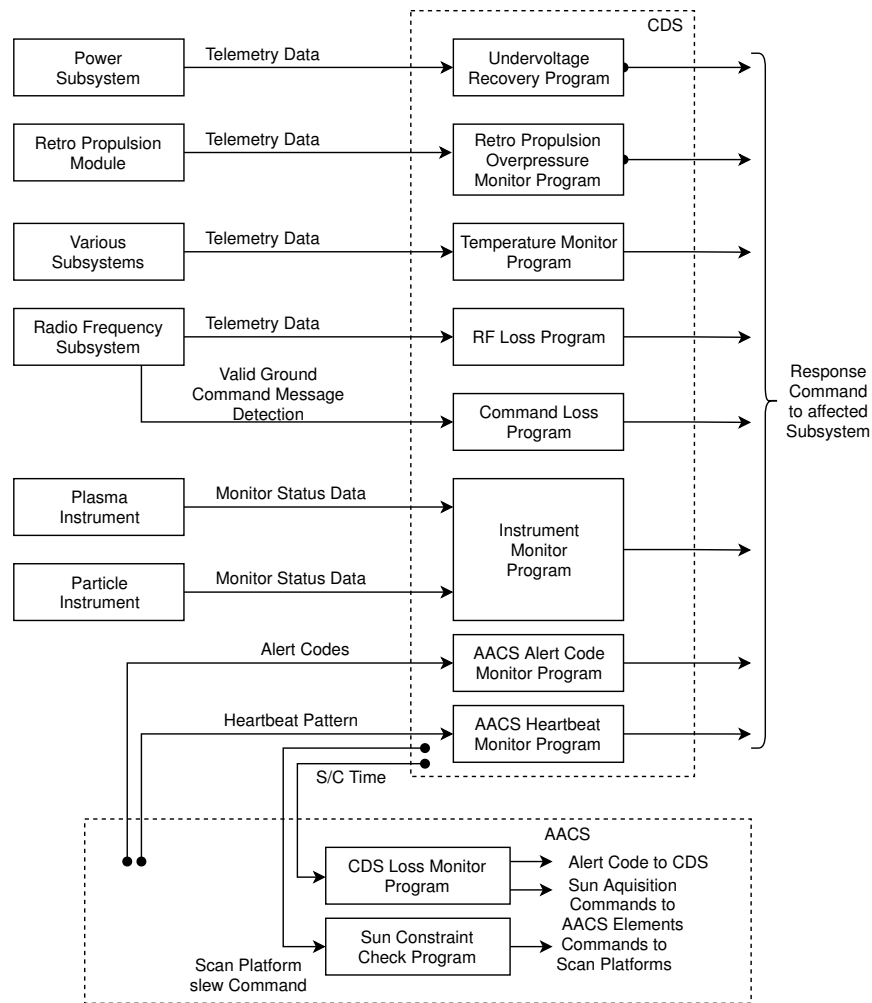 CDS
Power
Subsystem
Telemetry Data
Undervoltage
Recovery Program
Retro Propulsion
Module
Telemetry Data
Retro Propulsion
Overpressure
Monitor Program
Various
Subsystems
Telemetry Data
Temperature Monitor
Program
Radio Frequency
Subsystem
Telemetry Data
RF Loss Program
Valid Ground
Command Message
Detection
Command Loss
Program
Response
Command
to affected
Subsystem
Plasma
Instrument
Monitor Status Data
Instrument
Monitor
Program
Particle
Instrument
Monitor Status Data
Alert Codes
AACS Alert Code
Monitor Program
Heartbeat Pattern
AACS Heartbeat
Monitor Program
S/C Time
AACS
CDS Loss Monitor
Program
Alert Code to CDS
Sun Aquisition
Commands to
AACS Elements
Sun Constraint
Check Program
Commands to
Scan Platforms
Scan Platform
slew Command